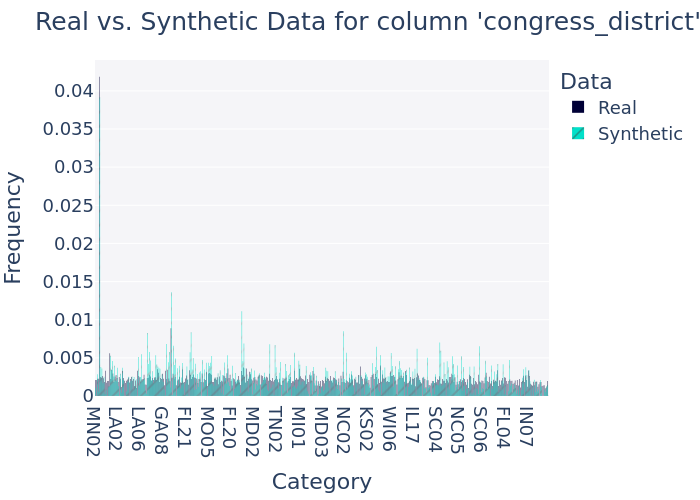 Real vs. Synthetic Data for column 'congress_district'
Data
Real
Synthetic
Frequency
0.04
0.035
0.03
0.025
0.02
0.015
0.01
0.005
0
MN02
LA02
LA06
GA08
FL21
MO05
FL20
MD02
TN02
MI01
MD03
NC02
KS02
WI06
IL17
SC04
NC05
SC06
FL04
IN07
Category